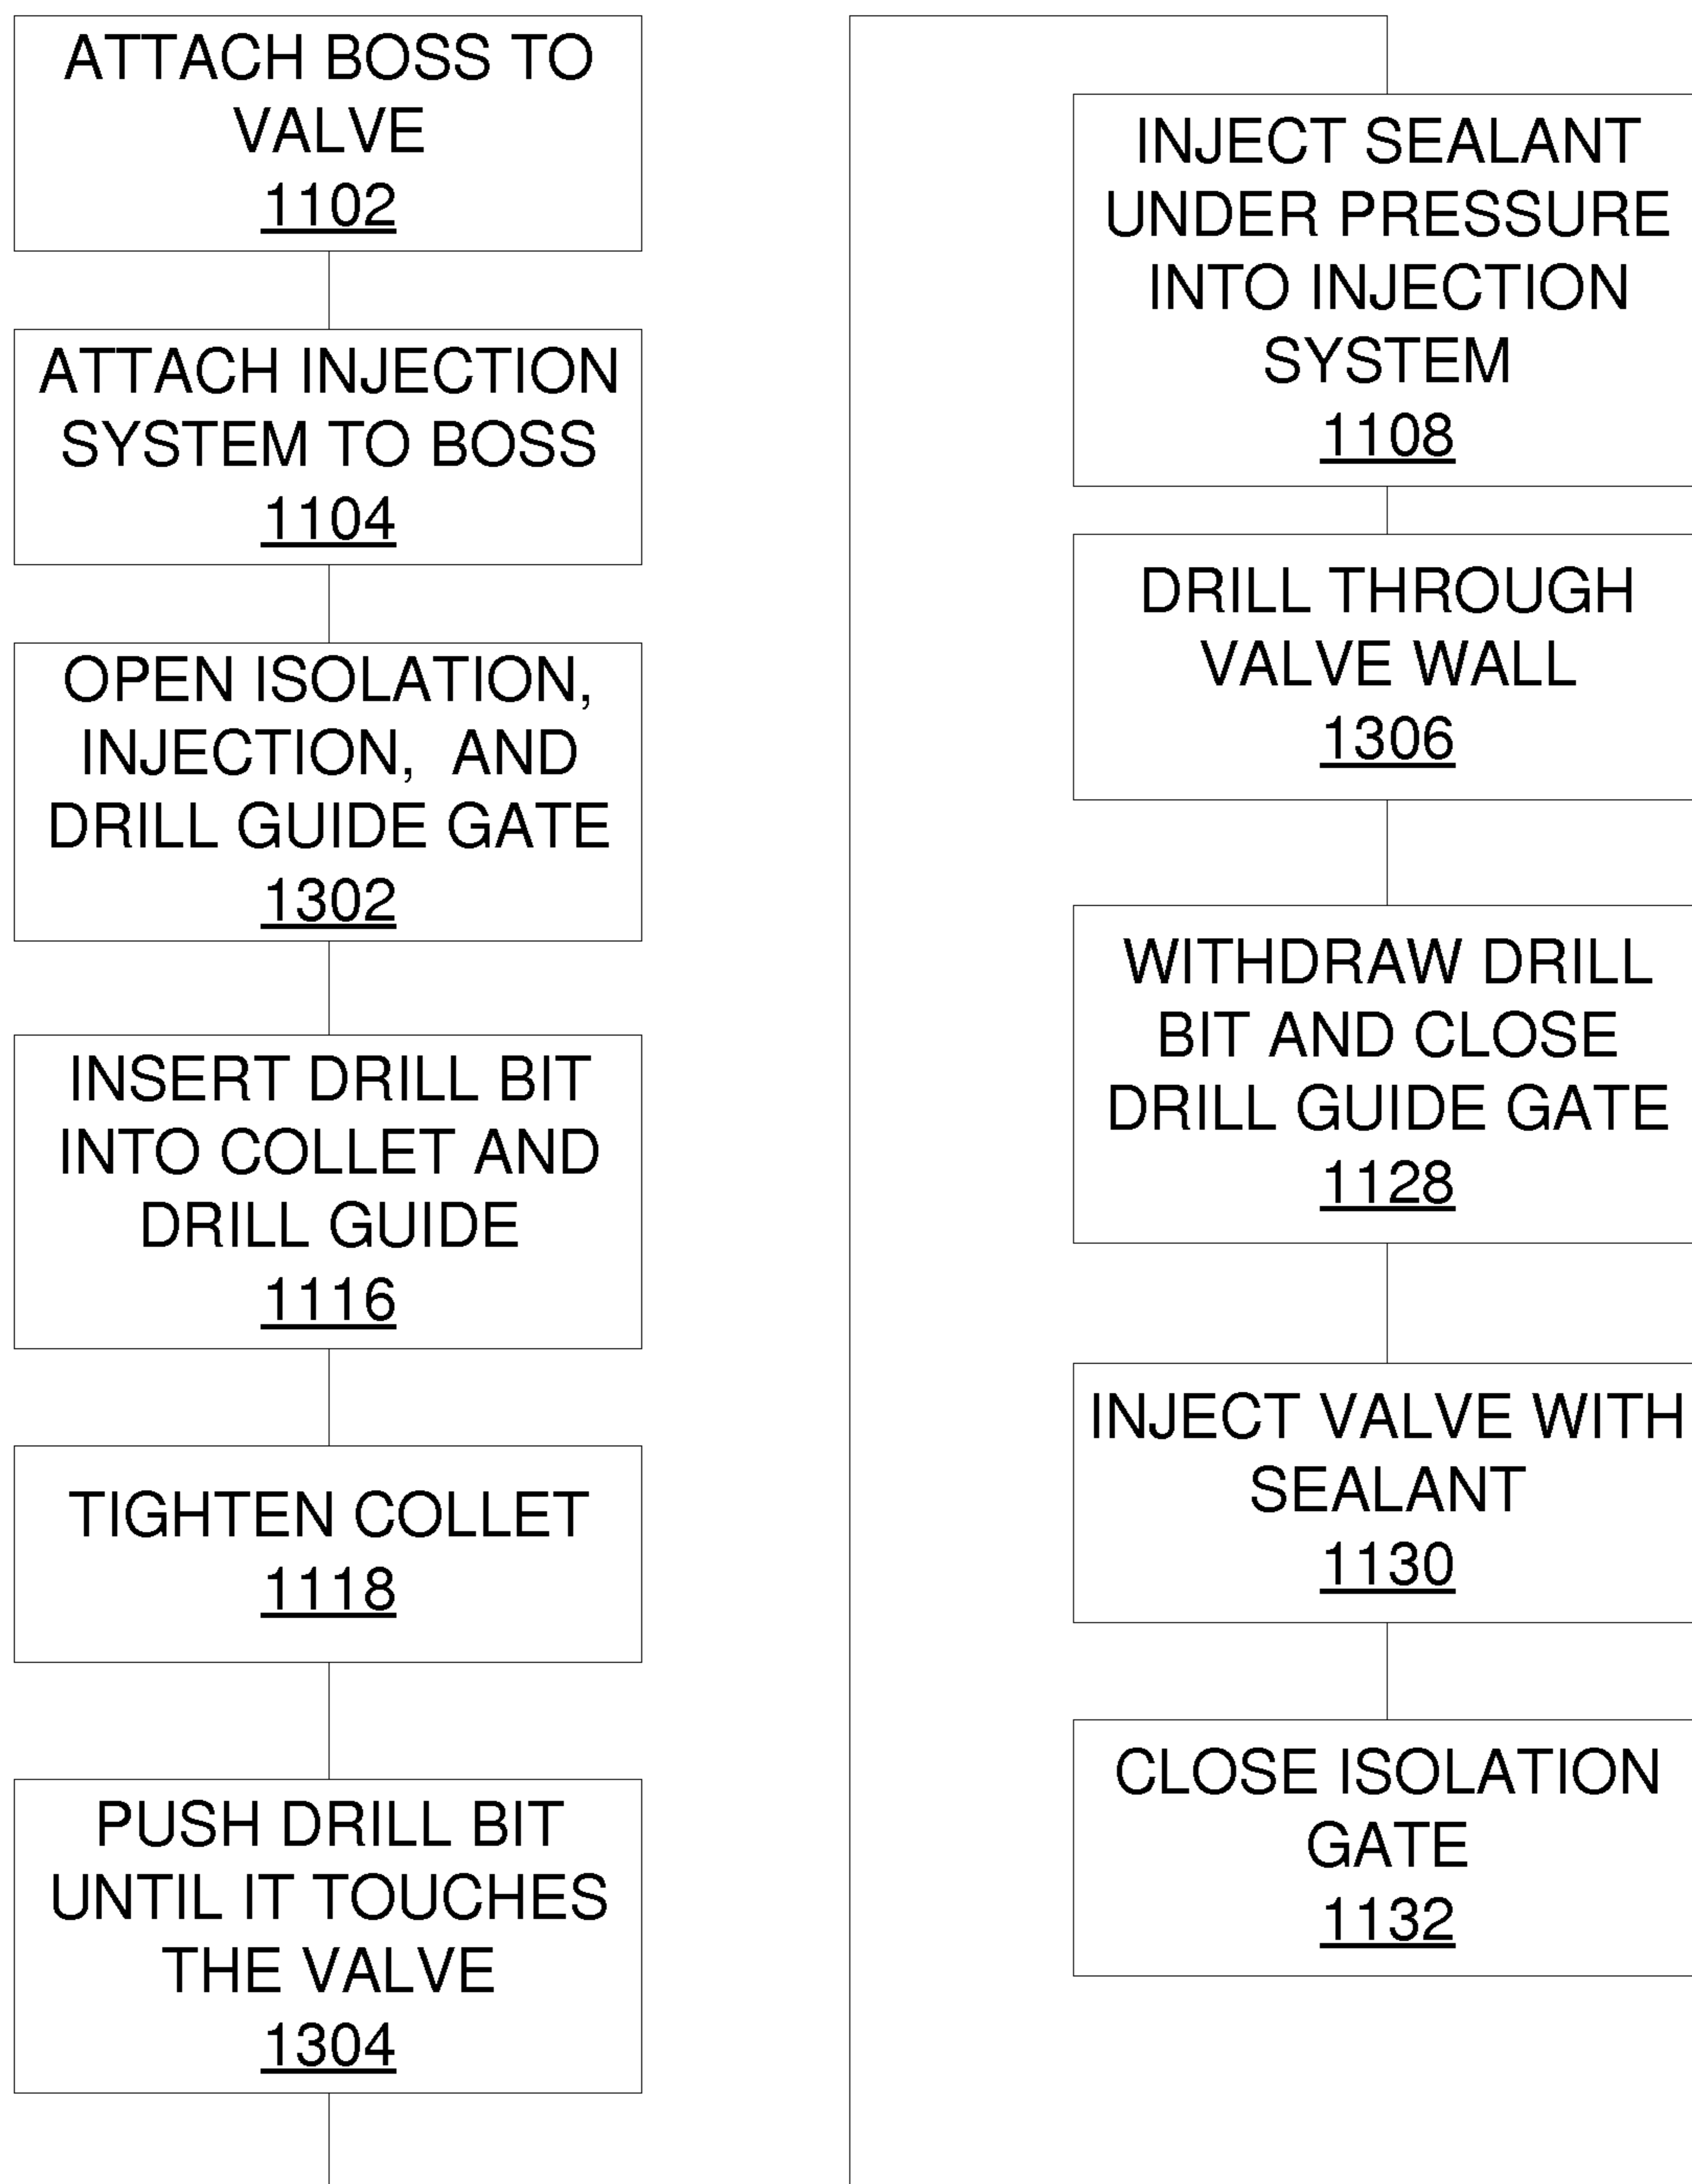 ATTACH BOSS TO
VALVE
1102
ATTACH INJECTION
SYSTEM TO BOSS
1104
OPEN ISOLATION,
INJECTION, AND
DRILL GUIDE GATE
1302
INSERT DRILL BIT
INTO COLLET AND
DRILL GUIDE
1116
TIGHTEN COLLET
1118
PUSH DRILL BIT
UNTIL IT TOUCHES
THE VALVE
1304
INJECT SEALANT
UNDER PRESSURE
INTO INJECTION
SYSTEM
1108
DRILL THROUGH
VALVE WALL
1306
WITHDRAW DRILL
BIT AND CLOSE
DRILL GUIDE GATE
1128
INJECT VALVE WITH
SEALANT
1130
CLOSE ISOLATION
GATE
1132